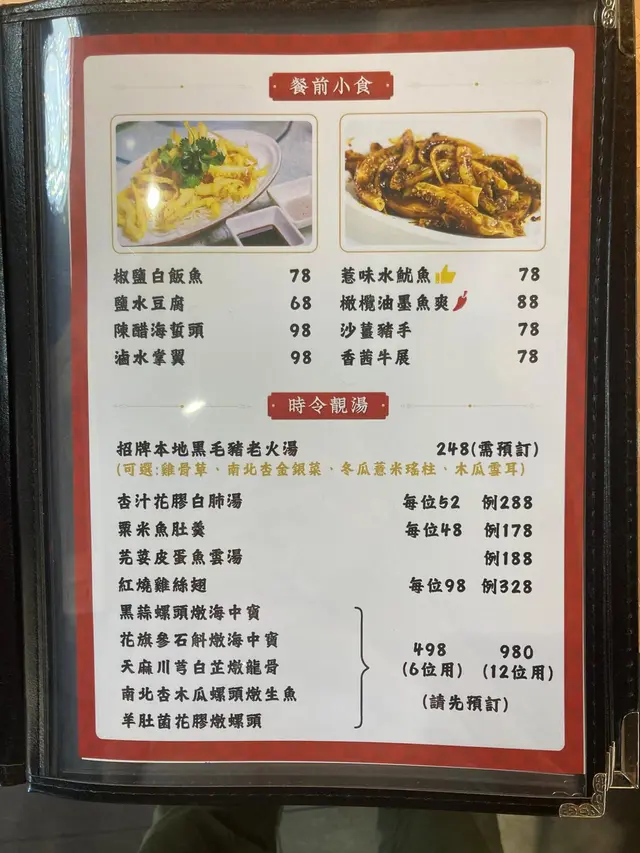 餐前小食
椒鹽白飯魚 78
惹味水魷魚 78
鹽水豆腐 68
橄欖油墨魚爽 88
陳醋海蜇頭 98
沙薑豬手 78
滷水掌翼 98
香茜牛展 78
時令靚湯
招牌本地黑毛豬老火湯 248(需預訂)
(可選:雞骨草、南北杏金銀菜、冬瓜薏米瑤柱、木瓜雲耳)
杏汁花膠白肺湯 每位52 例288
粟米魚肚羹 每位48 例178
芫荽皮蛋魚雲湯 例188
紅燒雞絲翅 每位98 例328
黑蒜螺頭燉海中寶
花旗參石斛燉海中寶
天麻川芎白芷燉龍骨
南北杏木瓜螺頭燉生魚
羊肚菌花膠燉螺頭
498 980
(6位用) (12位用)
(請先預訂)